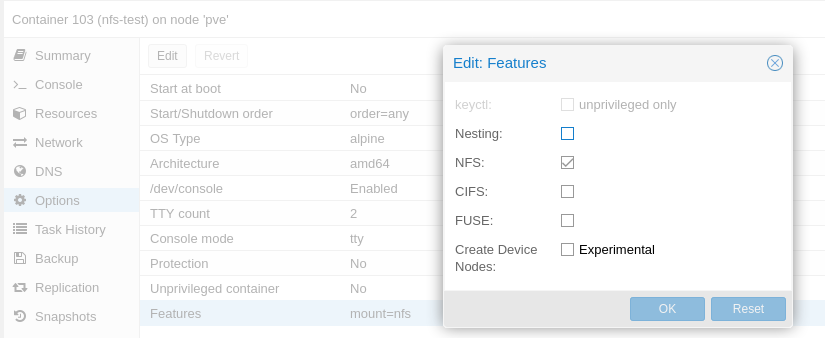 Container 103 (nfs-test) on node 'pve'
Summary
Console
Resources
Network
DNS
Options
Task History
Backup
Replication
Snapshots
Edit Revert
Start at boot No
Start/Shutdown order order=any
OS Type alpine
Architecture amd64
/dev/console Enabled
TTY count 2
Console mode tty
Protection No
Unprivileged container No
Features mount=nfs
Edit: Features
keyctl: unprivileged only
Nesting:
NFS:
CIFS:
FUSE:
Create Device Experimental
Nodes:
OK Reset